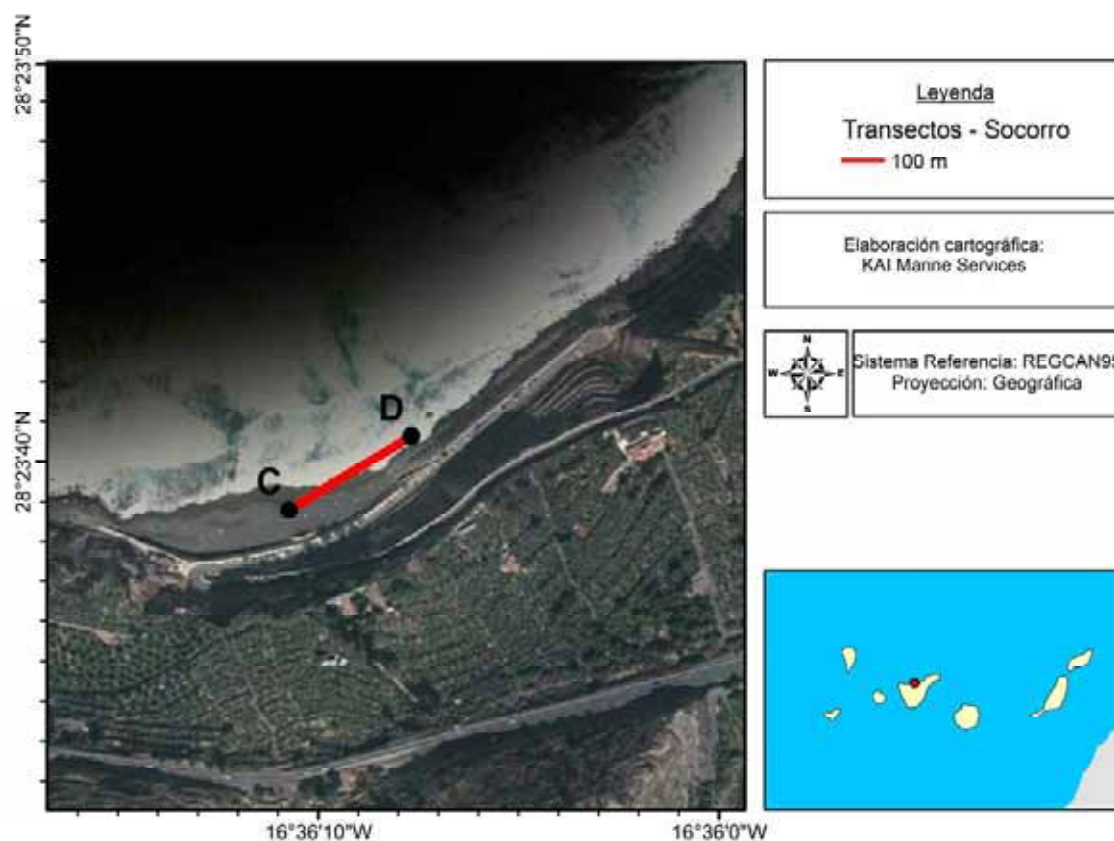 28°23'50"N
28°23'40"N
D
C
16°36'10"W
16°36'0"W
Leyenda
Transectos - Socorro
100 m
Elaboración cartográfica:
KAI Marine Services
N
W E
S
Sistema Referencia: REGCAN95
Proyección: Geográfica